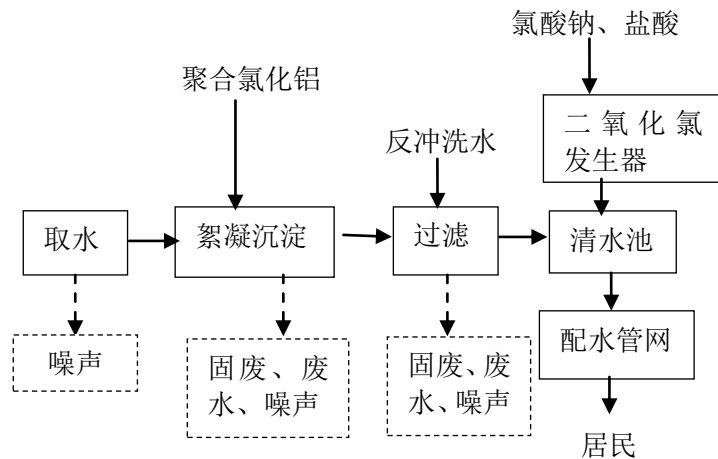 氯酸钠、盐酸
聚合氯化铝
二氧化氯
发生器
反冲洗水
取水
絮凝沉淀
过滤
清水池
噪声
固废、废
水、噪声
固废、废
水、噪声
配水管网
居民